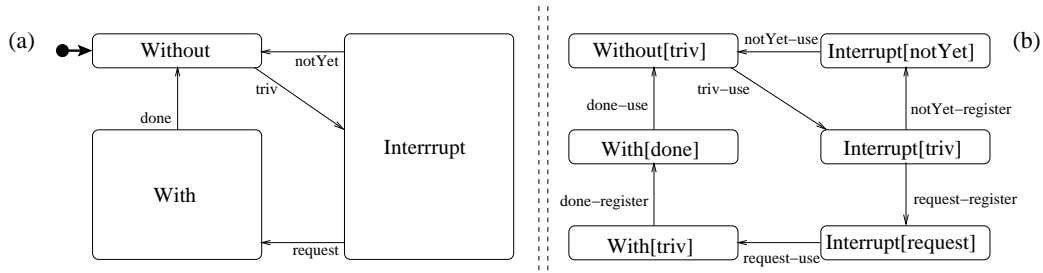 (a)
Without
notYet
triv
done
Interrrupt
With
request
(b)
Without[triv]
notYet−use
Interrupt[notYet]
triv−use
done−use
notYet−register
With[done]
Interrupt[triv]
done−register
request−register
With[triv]
request−use
Interrupt[request]